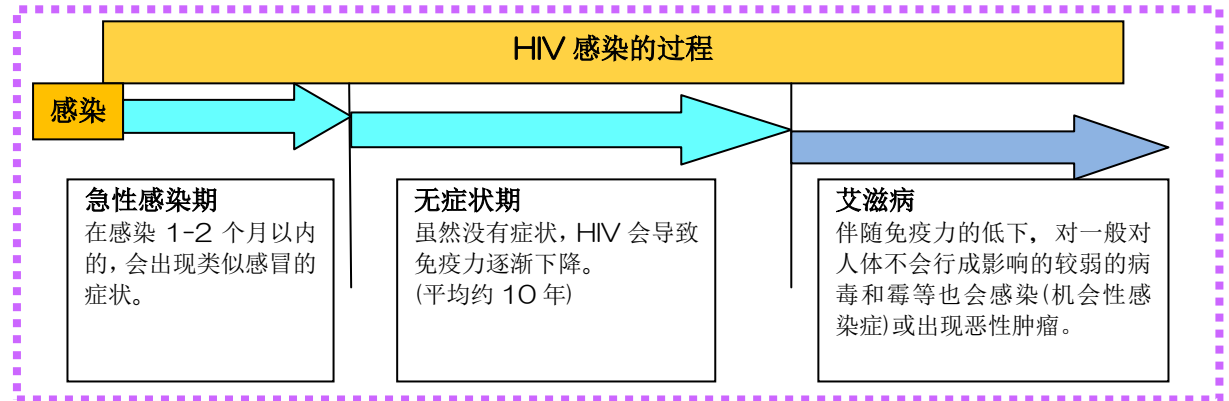 HIV 感染的过程
感染
急性感染期
在感染 1-2 个月以内
的，会出现类似感冒的
症状。
无症状期
虽然没有症状，HIV 会导致
免疫力逐渐下降。
(平均约 10 年)
艾滋病
伴随免疫力的低下，对一般对
人体不会行成影响的较弱的病
毒和霉等也会感染(机会性感
染症)或出现恶性肿瘤。